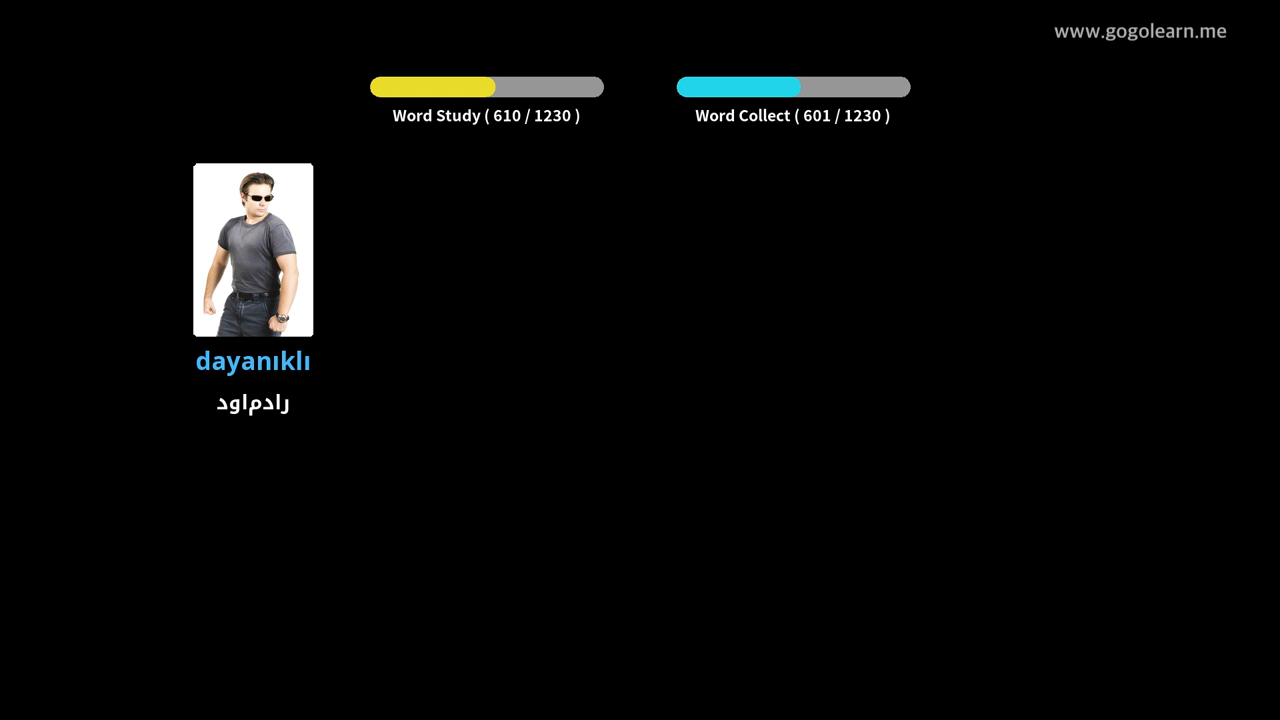 www.gogolearn.me
Word Study ( 610 / 1230 )
Word Collect ( 601 / 1230 )
dayanıklı
رادماود